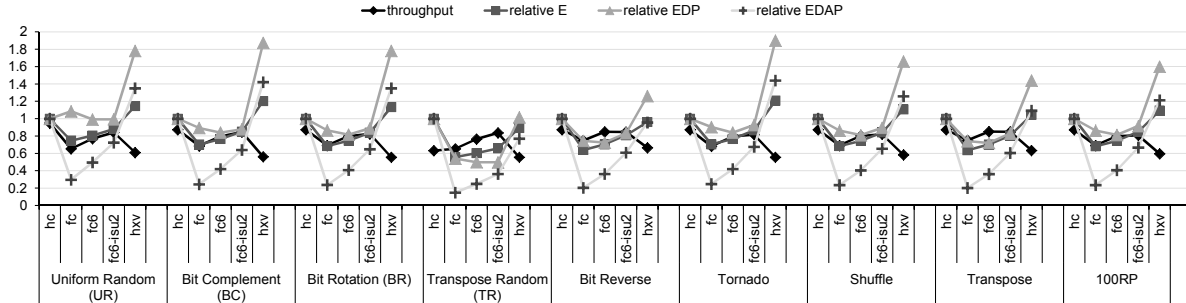 throughput relative E relative EDP relative EDAP
2
1.8
1.6
1.4
1.2
1
0.8
0.6
0.4
0.2
0
hc fc fc6 fc6-isu2 hxv hc fc fc6 fc6-isu2 hxv hc fc fc6 fc6-isu2 hxv hc fc fc6 fc6-isu2 hxv hc fc fc6 fc6-isu2 hxv hc fc fc6 fc6-isu2 hxv hc fc fc6 fc6-isu2 hxv hc fc fc6 fc6-isu2 hxv hc fc fc6 fc6-isu2 hxv
Uniform Random Bit Complement Bit Rotation (BR) Transpose Random Bit Reverse Tornado Shuffle Transpose 100RP
(UR) (BC) (TR)